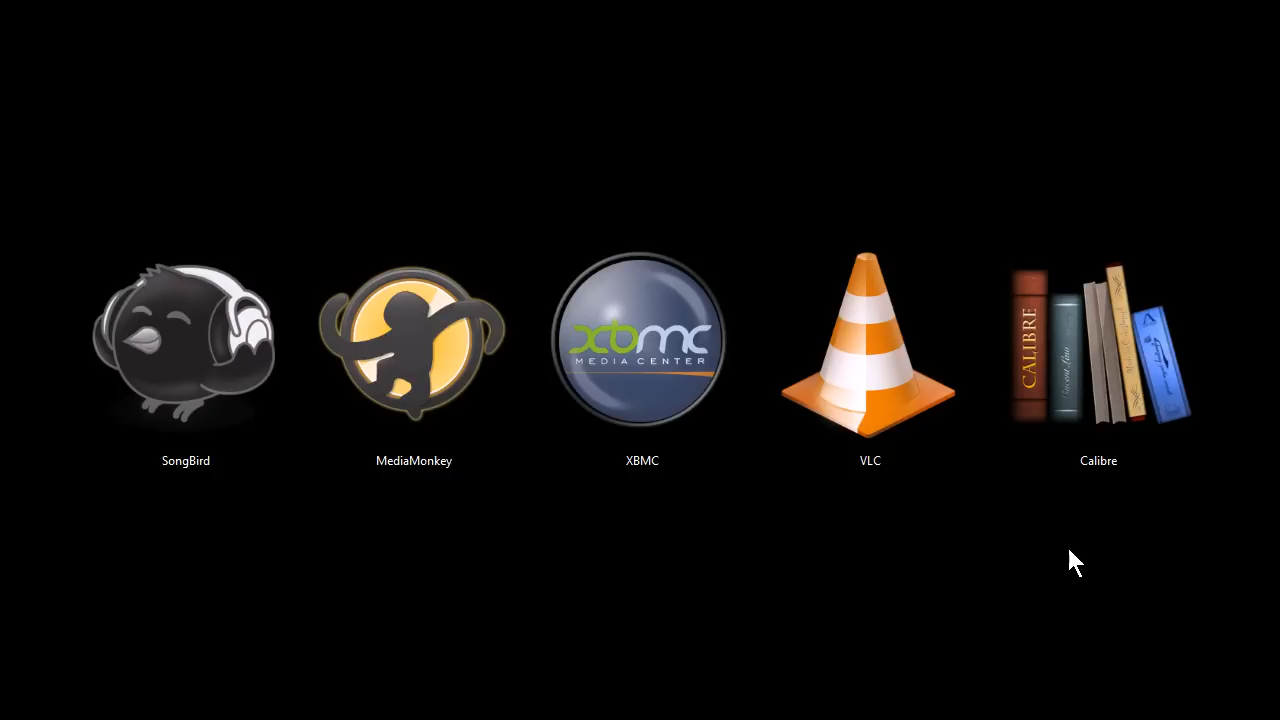 xbmc
MEDIA CENTER
CALIBRE
SongBird
MediaMonkey
XBMC
VLC
Calibre